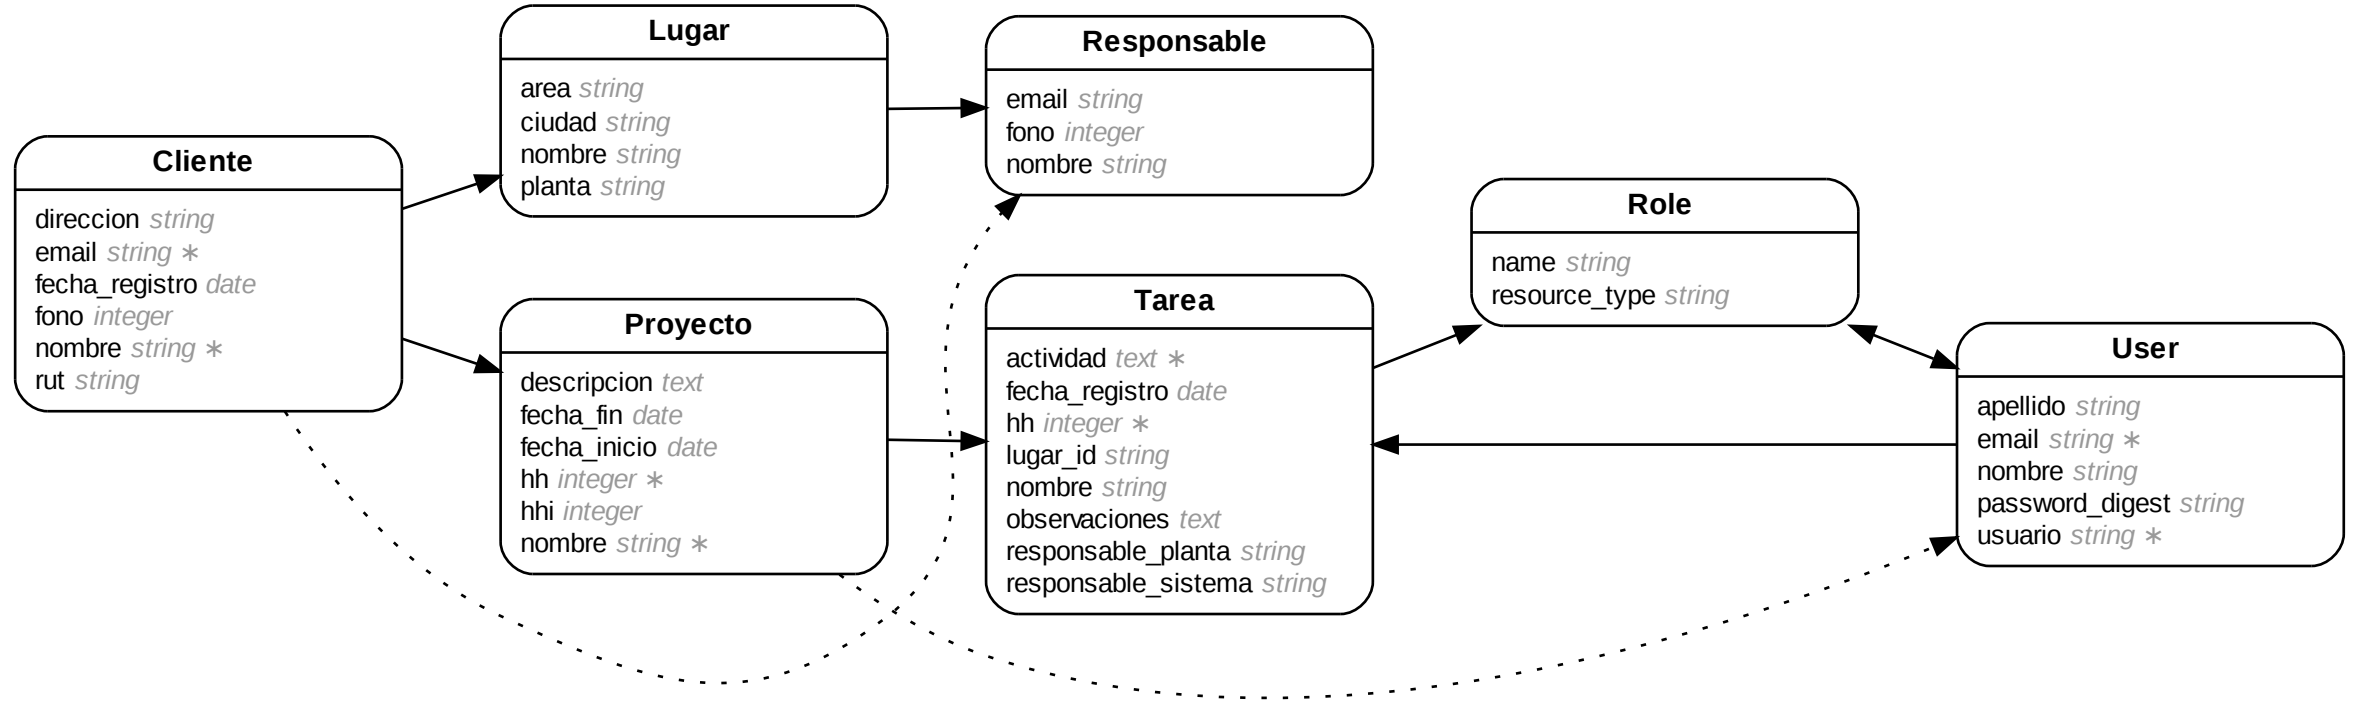 Cliente
direccion string
email string ∗
fecha_registro date
fono integer
nombre string ∗
rut string
Lugar
area string
ciudad string
nombre string
planta string
Proyecto
descripcion text
fecha_fin date
fecha_inicio date
hh integer ∗
hhi integer
nombre string ∗
Responsable
email string
fono integer
nombre string
Tarea
actividad text ∗
fecha_registro date
hh integer ∗
lugar_id string
nombre string
observaciones text
responsable_planta string
responsable_sistema string
Role
name string
resource_type string
User
apellido string
email string ∗
nombre string
password_digest string
usuario string ∗